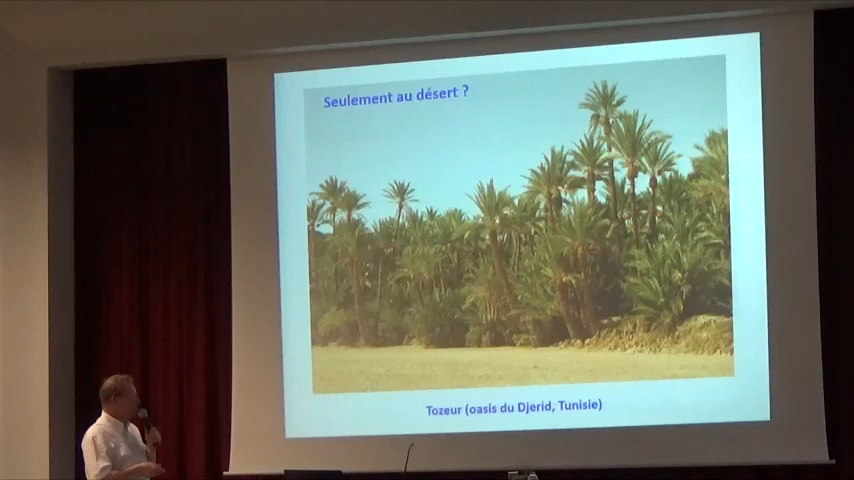 Seulement au désert ?
Tozeur (oasis du Djerid, Tunisie)